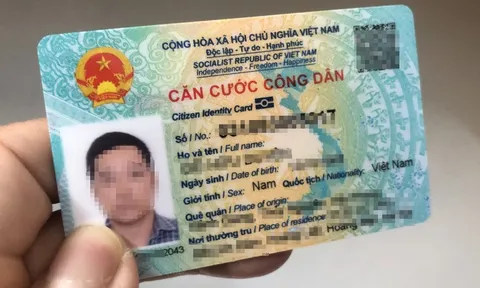 CỘNG HÒA XÃ HỘI CHỦ NGHĨA VIỆT NAM
Độc lập - Tự do - Hạnh phúc
SOCIALIST REPUBLIC OF VIET NAM
Independence - Freedom - Happiness
CĂN CƯỚC CÔNG DÂN
Citizen Identity Card
Số / No.:
Họ và tên / Full name:
Ngày sinh / Date of birth:
Giới tính / Sex: Nam Quốc tịch / Nationality: Việt Nam
Quê quán / Place of origin:
Nơi thường trú / Place of residence
2043